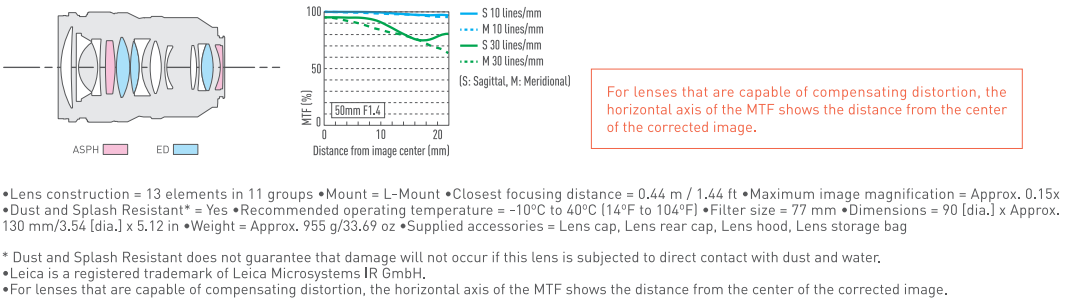 100
50
0
MTF (%)
50mm F1.4
0 10 20
Distance from image center (mm)
S 10 lines/mm
M 10 lines/mm
S 30 lines/mm
M 30 lines/mm
(S: Sagittal, M: Meridional)
ASPH ED
For lenses that are capable of compensating distortion, the
horizontal axis of the MTF shows the distance from the center
of the corrected image.
•Lens construction = 13 elements in 11 groups •Mount = L-Mount •Closest focusing distance = 0.44 m / 1.44 ft •Maximum image magnification = Approx. 0.15x
•Dust and Splash Resistant* = Yes •Recommended operating temperature = -10ºC to 40ºC (14ºF to 104ºF) •Filter size = 77 mm •Dimensions = 90 [dia.] x Approx.
130 mm/3.54 [dia.] x 5.12 in •Weight = Approx. 955 g/33.69 oz •Supplied accessories = Lens cap, Lens rear cap, Lens hood, Lens storage bag
* Dust and Splash Resistant does not guarantee that damage will not occur if this lens is subjected to direct contact with dust and water.
•Leica is a registered trademark of Leica Microsystems IR GmbH.
•For lenses that are capable of compensating distortion, the horizontal axis of the MTF shows the distance from the center of the corrected image.